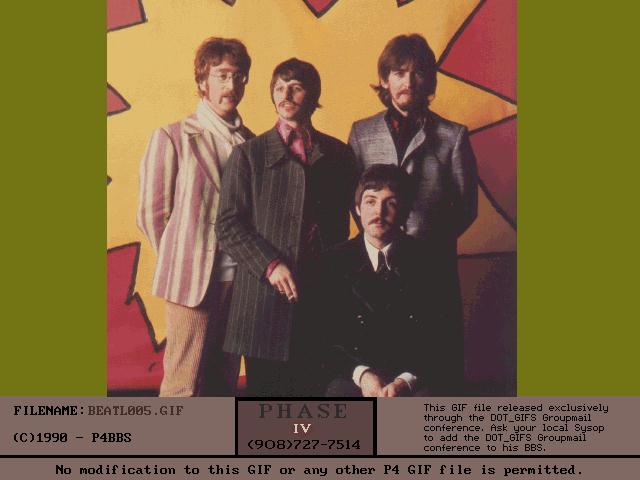 FILENAME:BEATL005.GIF
(C)1990 - P4BBS
PHASE
IV
(908)727-7514
This GIF file released exclusively
through the DOT_GIFS Groupmail
conference. Ask your local Sysop
to add the DOT_GIFS Groupmail
conference to his BBS.
No modification to this GIF or any other P4 GIF file is permitted.